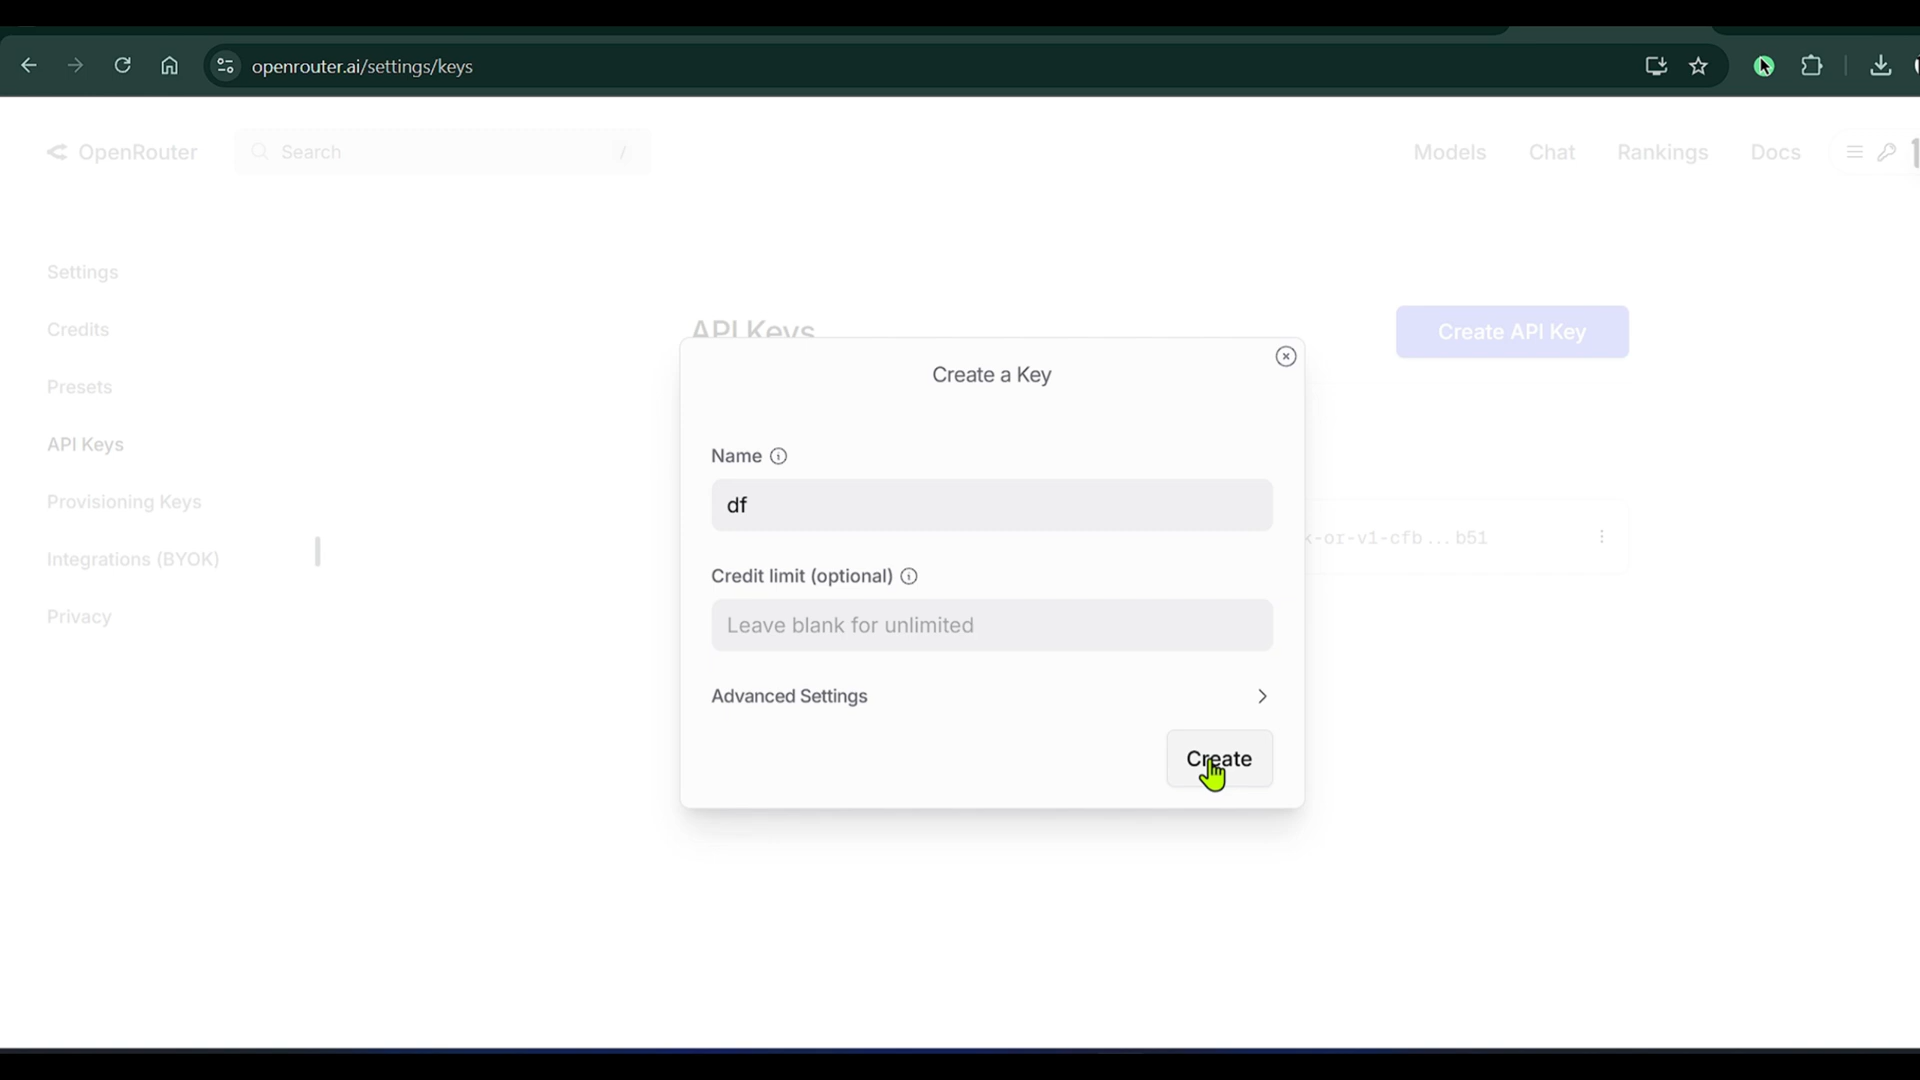 openrouter.ai/settings/keys
OpenRouter
Search
/
Models
Chat
Rankings
Docs
Settings
Credits
Presets
API Keys
Provisioning Keys
Integrations (BYOK)
Privacy
API Keys
Create API Key
Create a Key
Name
df
k-or-v1-cfb...b51
Credit limit (optional)
Leave blank for unlimited
Advanced Settings
Create